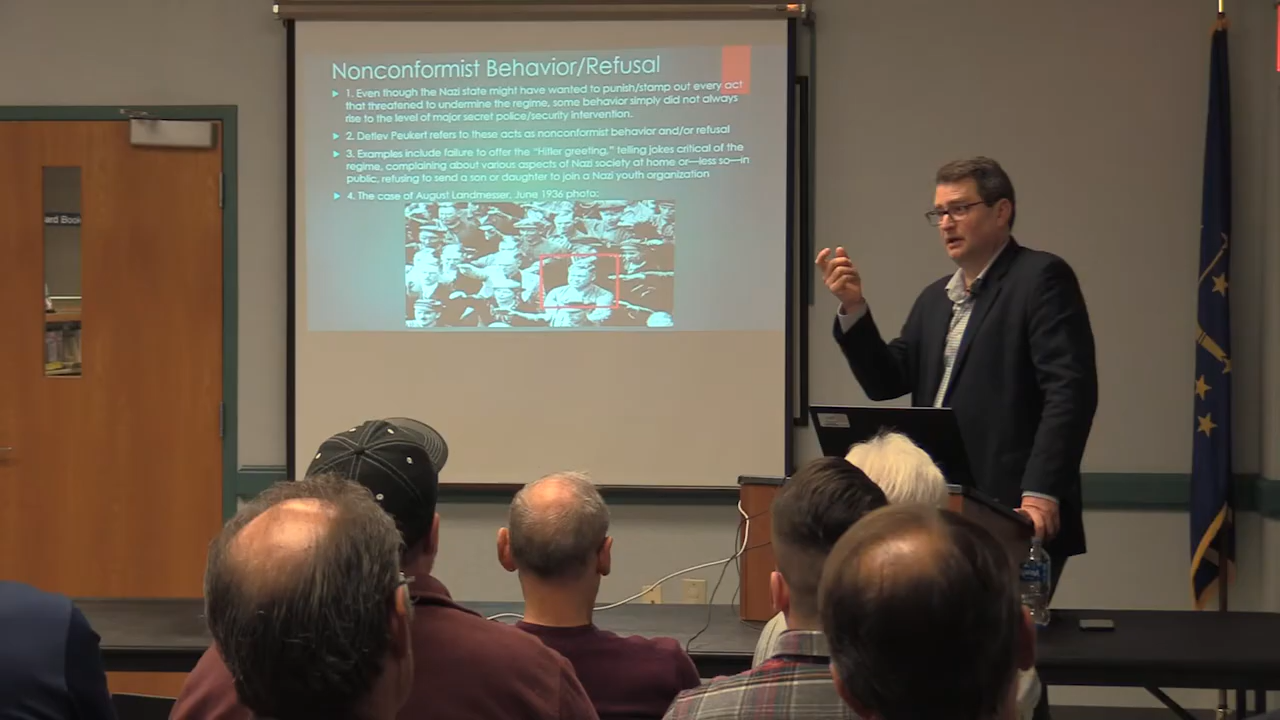 Nonconformist Behavior/Refusal
1. Even though the Nazi state might have wanted to punish/stamp out every act
that threatened to undermine the regime, some behavior simply did not always
rise to the level of major secret police/security intervention.
2. Detlev Peukert refers to these acts as nonconformist behavior and/or refusal
3. Examples include failure to offer the “Hitler greeting,” telling jokes critical of the
regime, complaining about various aspects of Nazi society at home or—less so—in
public, refusing to send a son or daughter to join a Nazi youth organization
4. The case of August Landmesser, June 1936 photo:
ard Book